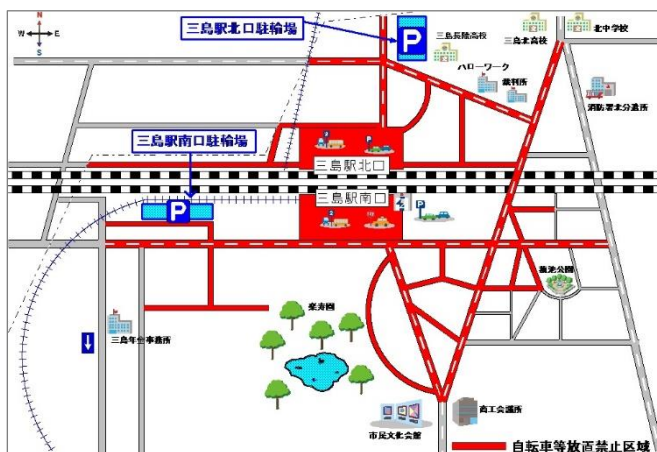 三島駅北口駐輪場
P
三島長陵高校
三島北高校
北中学校
ハローワーク
裁判所
消防署北分遣所
N
W
E
S
三島駅南口駐輪場
P
三島駅北口
三島駅南口
菊池公園
楽寿園
三島年金事務所
市民文化会館
商工会議所
自転車等放置禁止区域